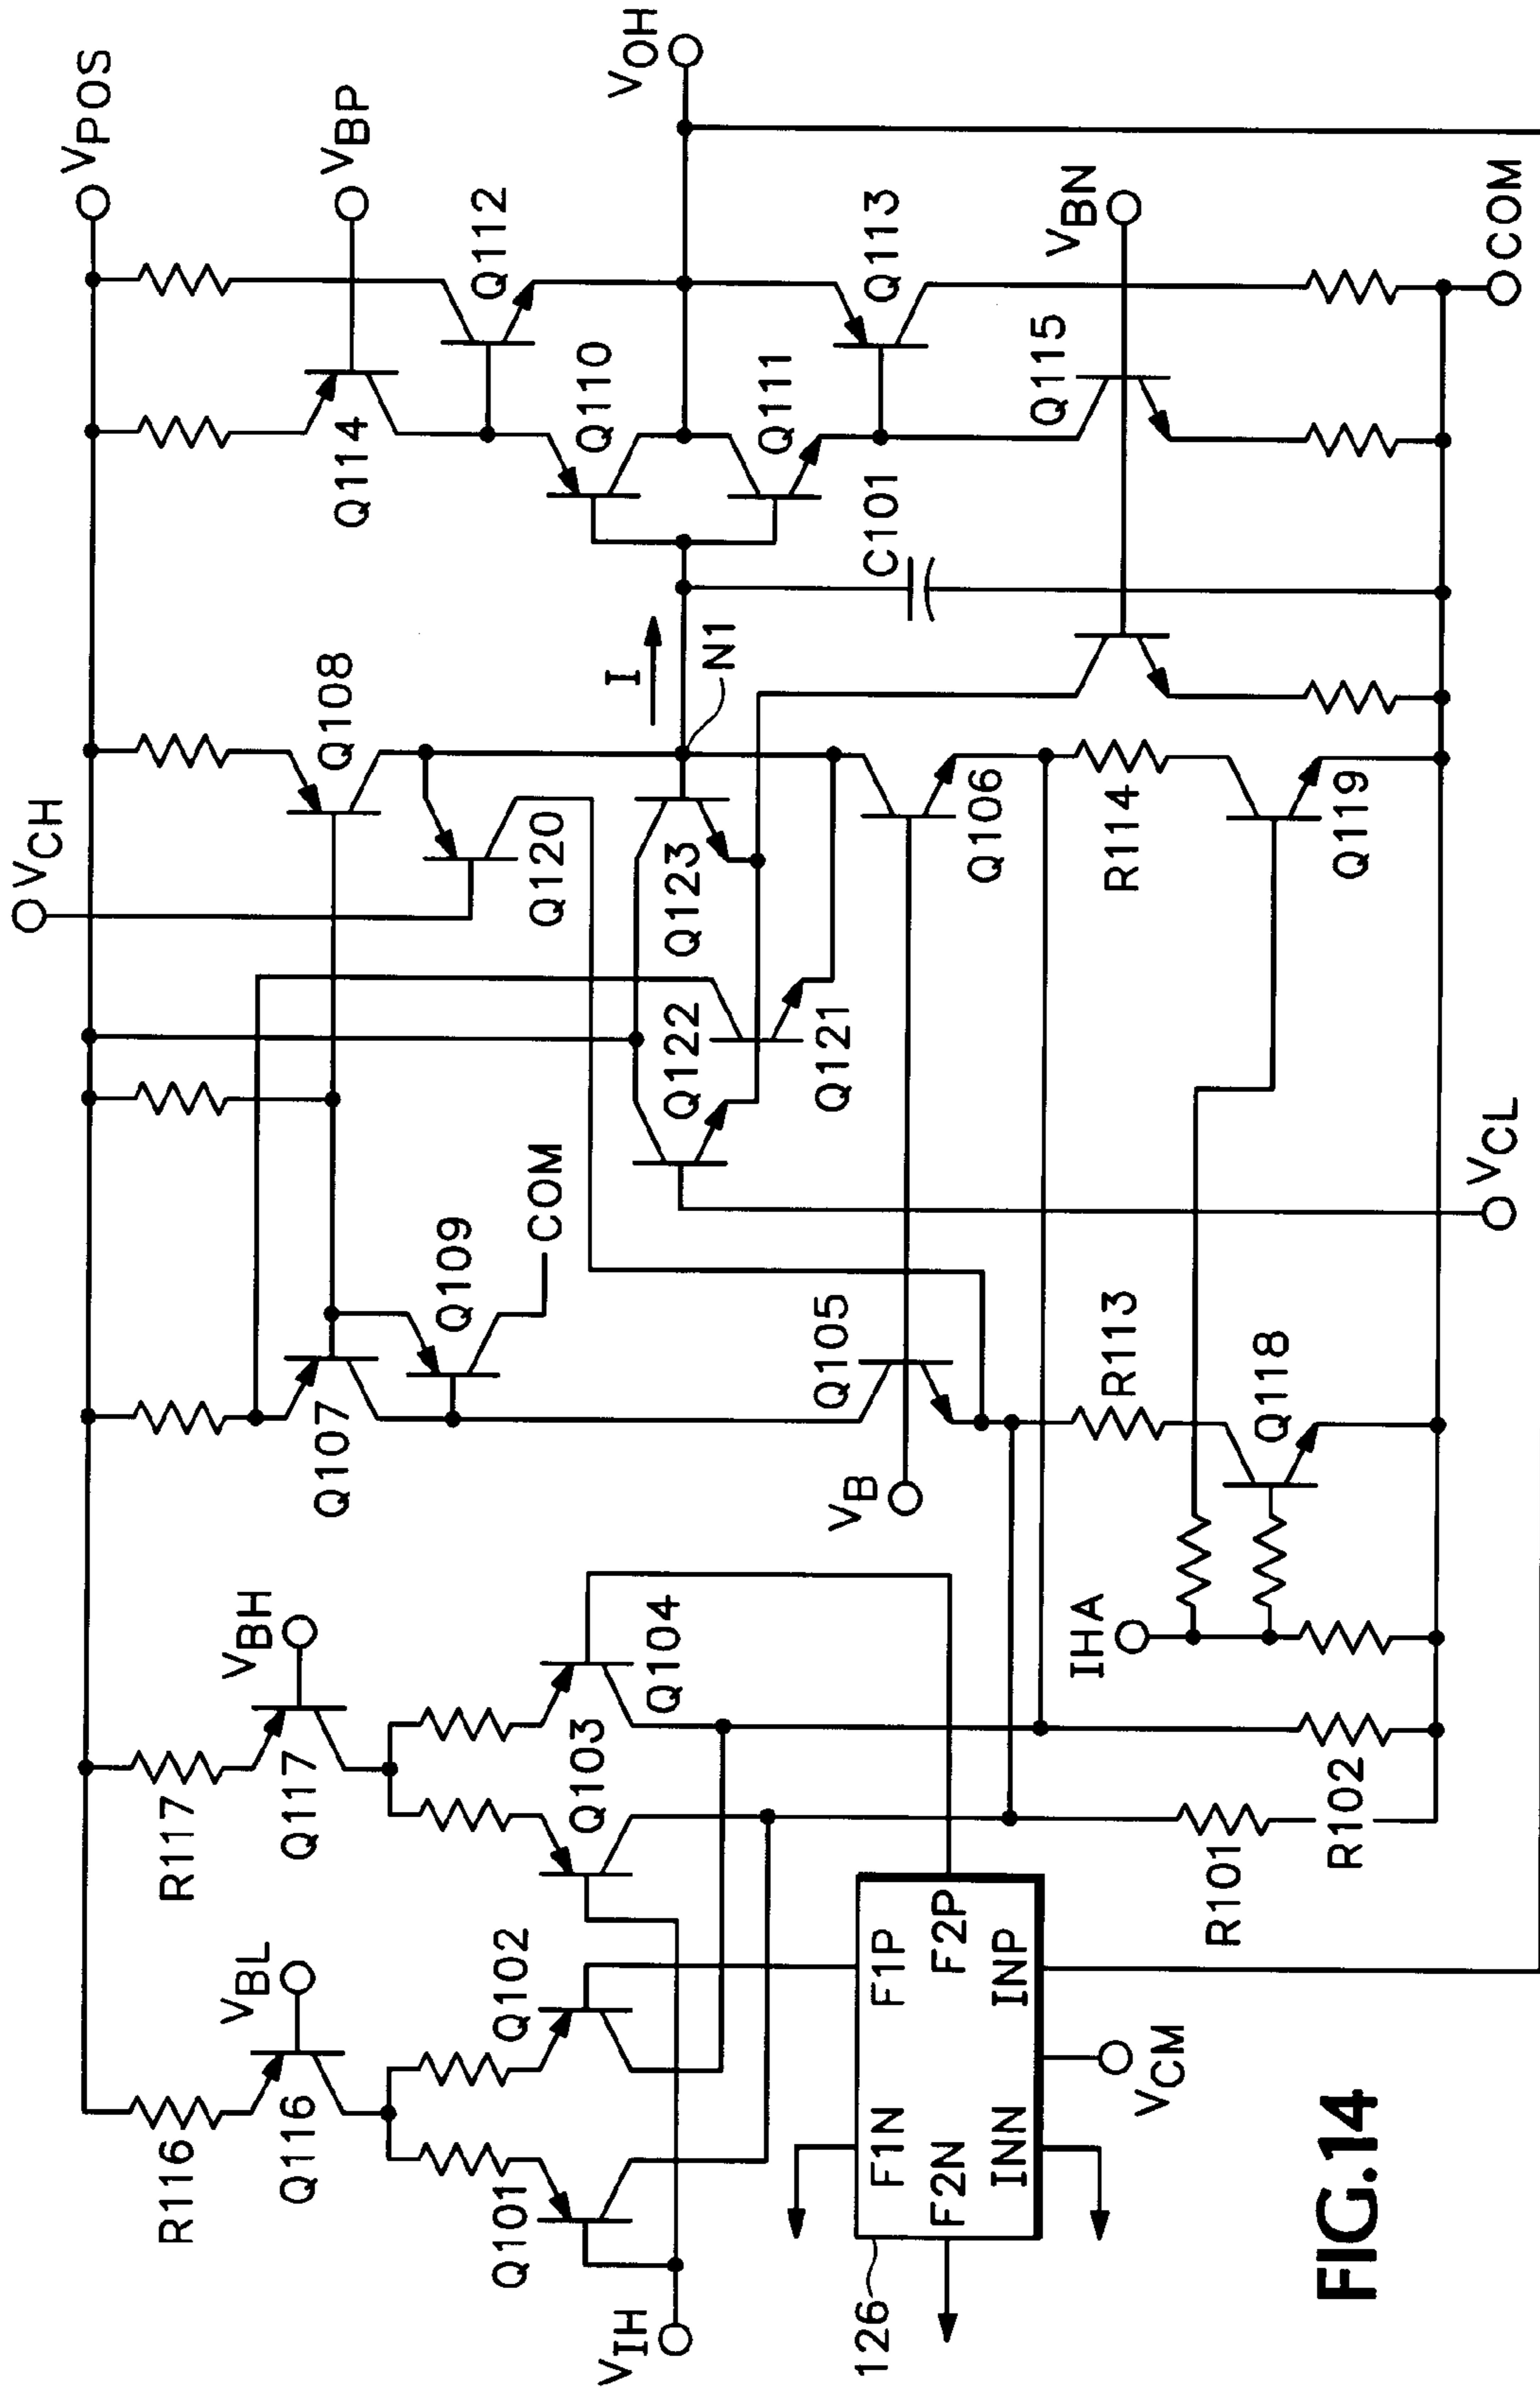 VPOS
VBP
VOH
VBN
COM
Q112
Q113
Q114
Q110
Q111
Q115
C101
I
N1
VCH
Q108
Q120
Q123
Q106
R114
Q119
Q122
Q121
VCL
Q109
COM
Q107
Q105
R113
Q118
VB
VBH
IHA
R117
Q117
Q103
Q104
R102
R101
VBL
R116
Q116
Q102
Q101
VIH
126
F1N
F1P
F2N
F2P
INN
INP
VCM
FIG.14